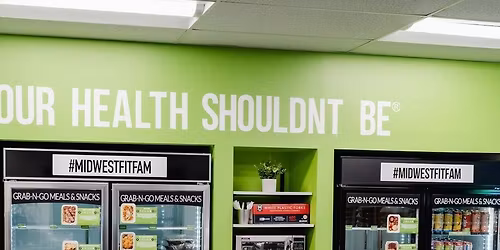 OUR HEALTH SHOULDNT BE®
#MIDWESTFITFAM
#MIDWESTFITFAM
GRAB-N-GO MEALS & SNACKS
GRAB-N-GO MEALS & SNACKS
GRAB-N-GO MEALS & SNACKS
GRAB-N-GO MEALS & SNACKS